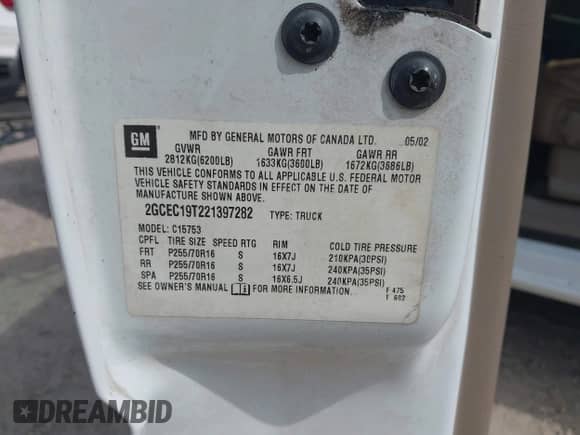 GM
MFD BY GENERAL MOTORS OF CANADA LTD. 05/02
GVWR GAWR FRT GAWR RR
2812KG(6200LB) 1633KG(3600LB) 1672KG(3686LB)
THIS VEHICLE CONFORMS TO ALL APPLICABLE U.S. FEDERAL MOTOR
VEHICLE SAFETY STANDARDS IN EFFECT ON THE DATE OF
MANUFACTURE SHOWN ABOVE.
2GCEC19T221397282 TYPE: TRUCK
MODEL: C15753
CPFL TIRE SIZE SPEED RTG RIM COLD TIRE PRESSURE
FRT P255/70R16 S 16X7J 210KPA(30PSI)
RR P255/70R16 S 16X7J 240KPA(35PSI)
SPA P255/70R16 S 16X6.5J 240KPA(35PSI)
SEE OWNER'S MANUAL i FOR MORE INFORMATION. F 475
T 602
DREAMBID